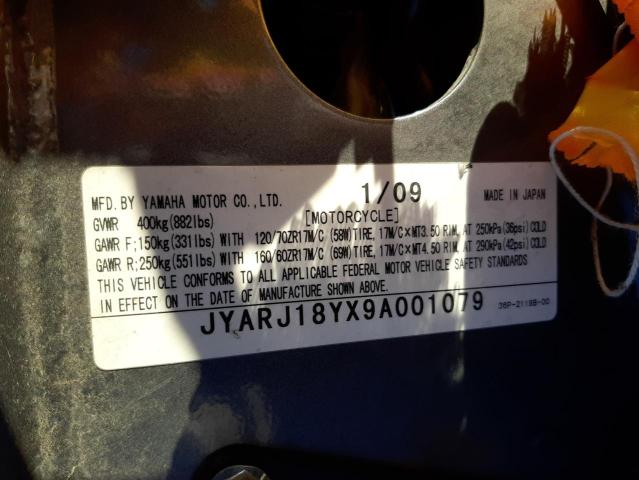 MFD. BY YAMAHA MOTOR CO.,LTD. 1/09 MADE IN JAPAN
GVWR 400kg(882lbs) [MOTORCYCLE]
GAWR F;150kg(331lbs) WITH 120/70ZR17M/C (58W)TIRE, 17M/C×MT3.50 RIM, AT 250kPa(36psi) COLD
GAWR R;250kg(551lbs) WITH 160/60ZR17M/C (69W)TIRE, 17M/C×MT4.50 RIM, AT 290kPa(42psi) COLD
THIS VEHICLE CONFORMS TO ALL APPLICABLE FEDERAL MOTOR VEHICLE SAFETY STANDARDS
IN EFFECT ON THE DATE OF MANUFACTURE SHOWN ABOVE.
JYARJ18YX9A001079 36P-2119B-00